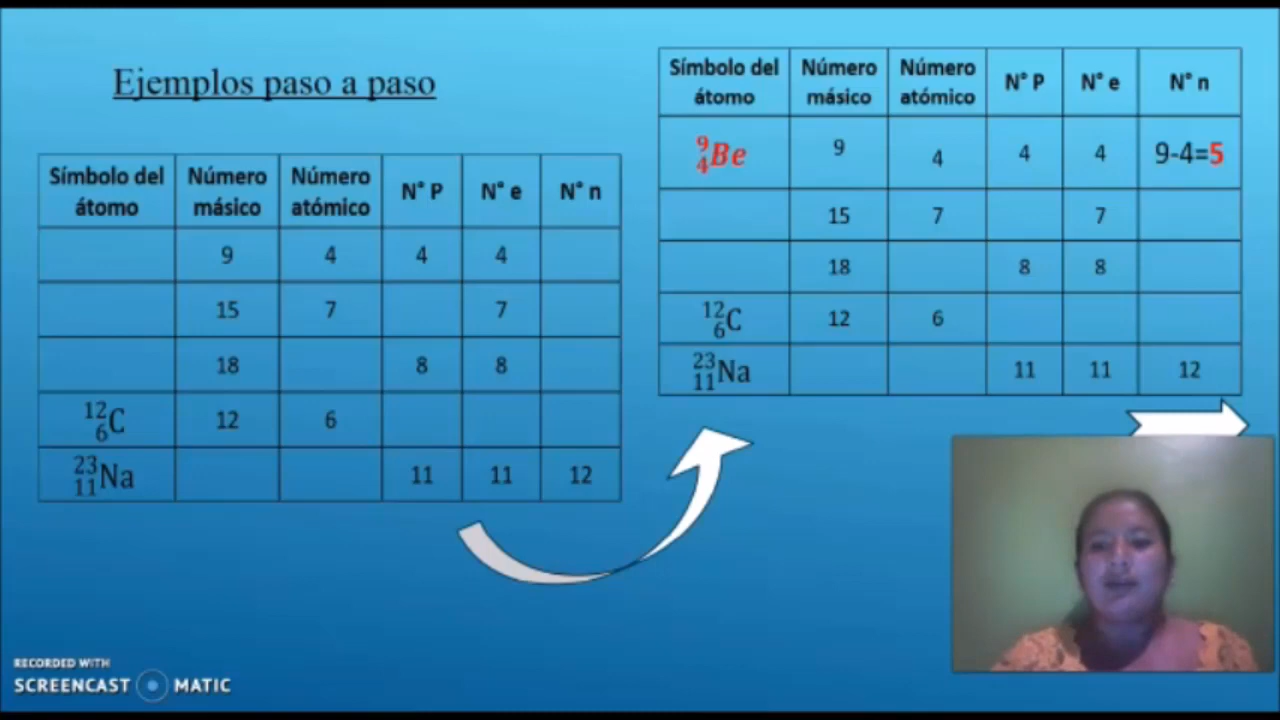 Ejemplos paso a paso
Símbolo del átomo Número másico Número atómico N° P N° e N° n
9 4 4 4
15 7 7
18 8 8
12 6 C 12 6
23 11 Na 11 11 12
Símbolo del átomo Número másico Número atómico N° P N° e N° n
9 4 Be 9 4 4 4 9-4=5
15 7 7
18 8 8
12 6 C 12 6
23 11 Na 11 11 12
RECORDED WITH
SCREENCAST MATIC